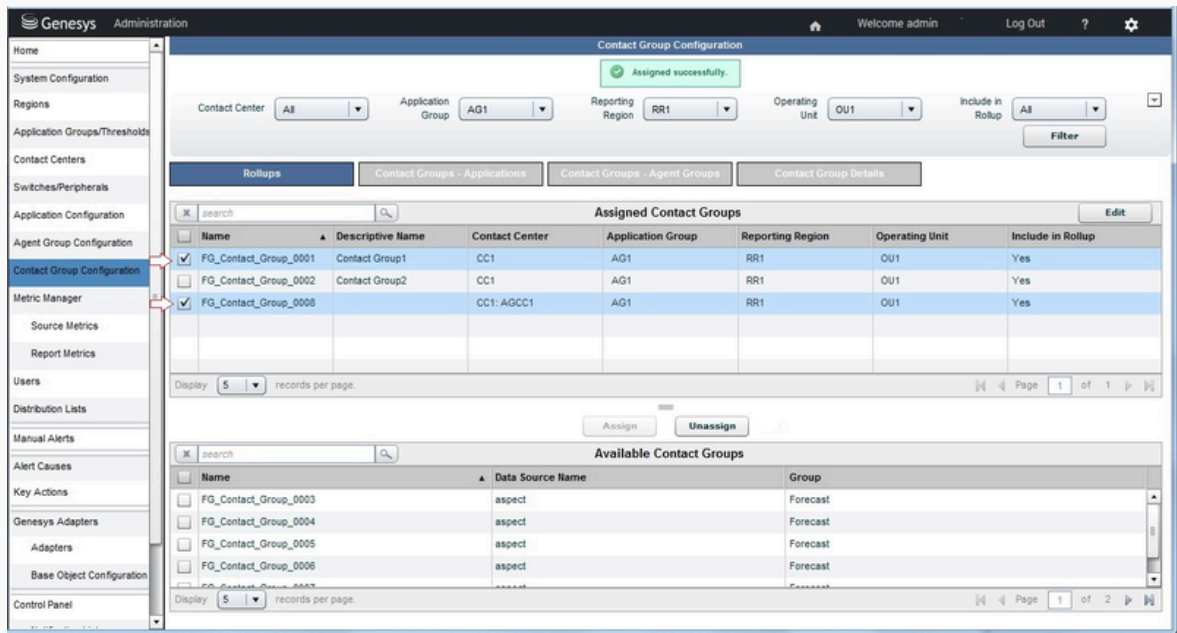 Genesys Administration Welcome admin Log Out ?
Home
System Configuration
Regions
Application Groups/Thresholds
Contact Centers
Switches/Peripherals
Application Configuration
Agent Group Configuration
Contact Group Configuration
Metric Manager
Source Metrics
Report Metrics
Users
Distribution Lists
Manual Alerts
Alert Causes
Key Actions
Genesys Adapters
Adapters
Base Object Configuration
Control Panel
Contact Group Configuration
Assigned successfully.
Contact Center All Application Group AG1 Reporting Region RR1 Operating Unit OU1 Include in Rollup All
Filter
Rollups Contact Groups - Applications Contact Groups - Agent Groups Contact Group Details
x search Assigned Contact Groups Edit
Name Descriptive Name Contact Center Application Group Reporting Region Operating Unit Include in Rollup
FG_Contact_Group_0001 Contact Group1 CC1 AG1 RR1 OU1 Yes
FG_Contact_Group_0002 Contact Group2 CC1 AG1 RR1 OU1 Yes
FG_Contact_Group_0008 CC1: AGCC1 AG1 RR1 OU1 Yes
Display 5 records per page. Page 1 of 1
Assign Unassign
x search Available Contact Groups
Name Data Source Name Group
FG_Contact_Group_0003 aspect Forecast
FG_Contact_Group_0004 aspect Forecast
FG_Contact_Group_0005 aspect Forecast
FG_Contact_Group_0006 aspect Forecast
Display 5 records per page. Page 1 of 2